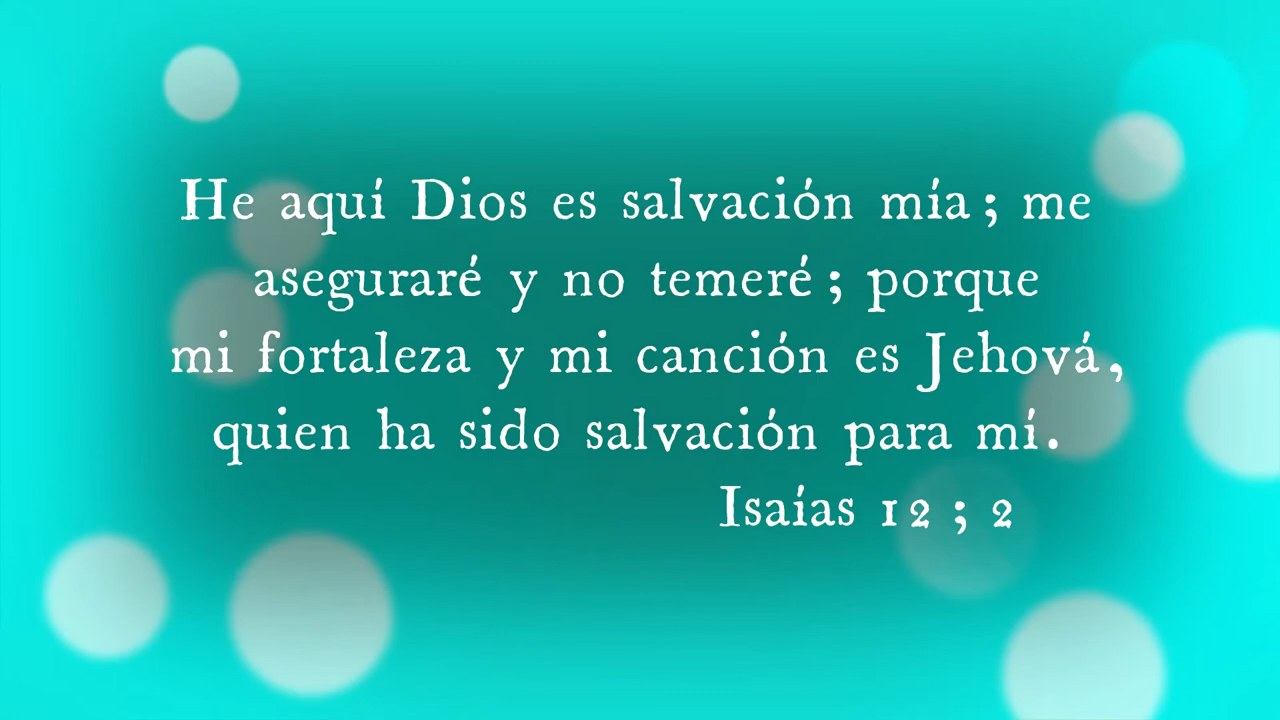 He aquí Dios es salvación mía; me
aseguraré y no temeré; porque
mi fortaleza y mi canción es Jehová,
quien ha sido salvación para mí.
Isaías 12 ; 2